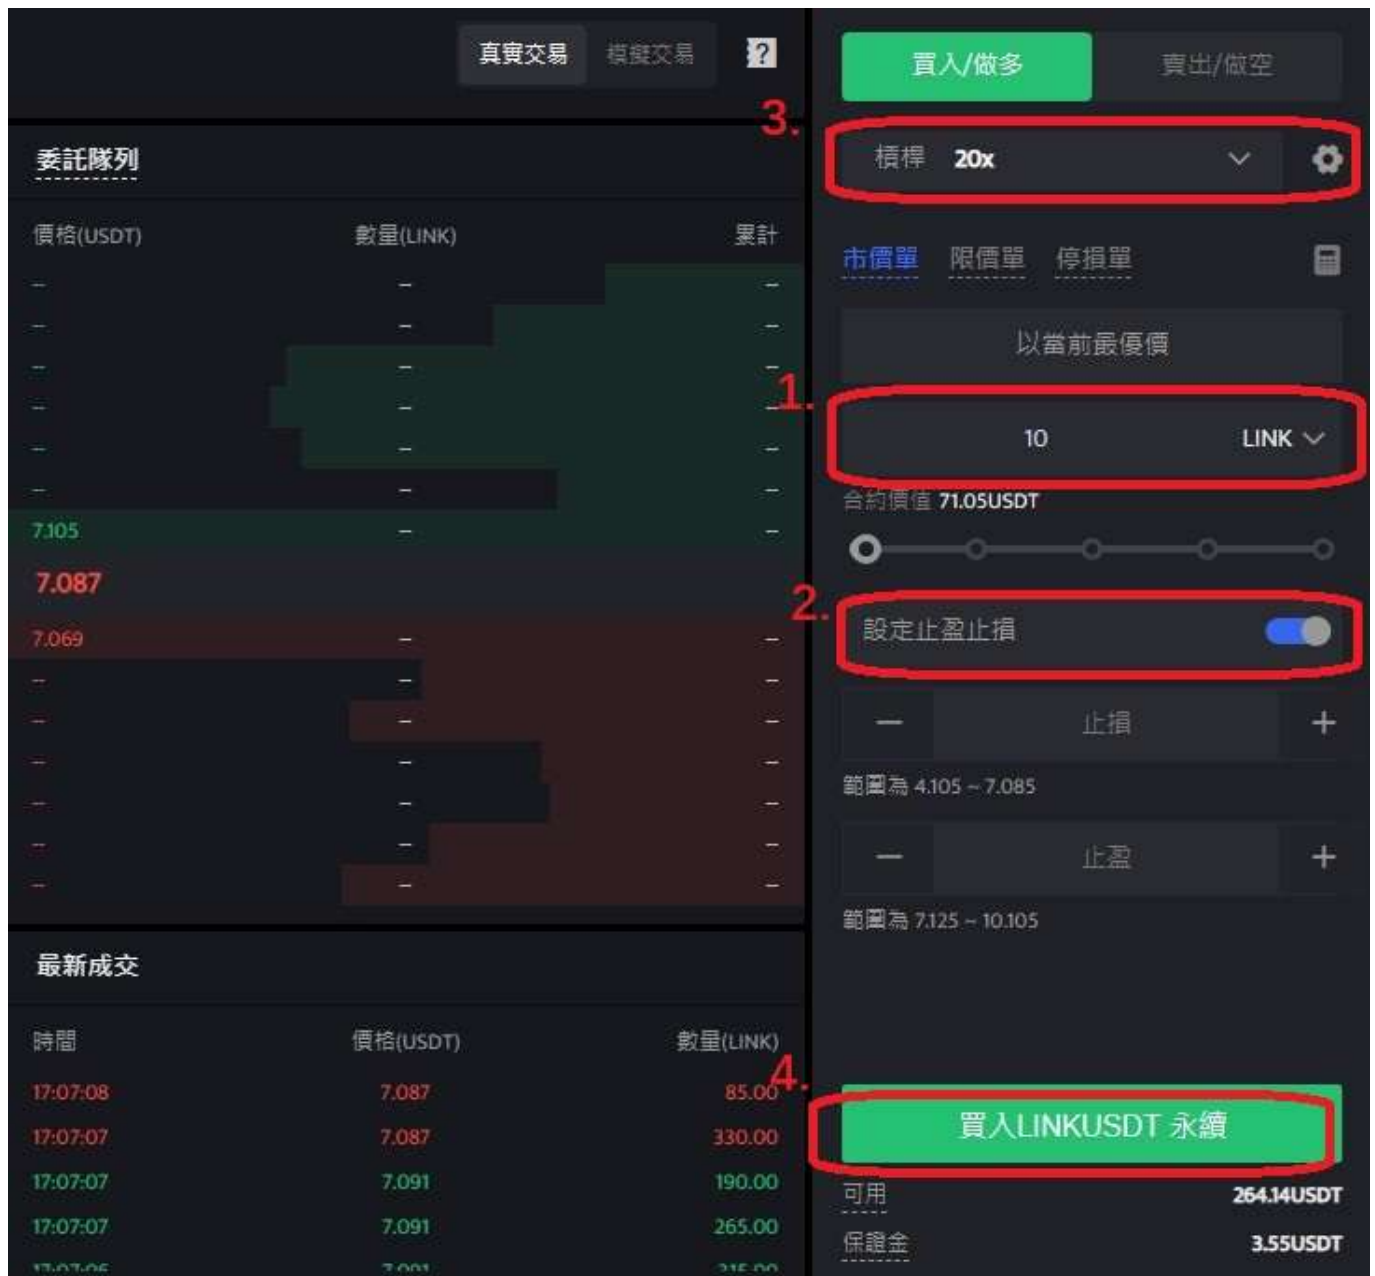 真實交易 模擬交易 ?
委託隊列
價格(USDT) 數量(LINK) 累計
-- -- --
-- -- --
-- -- --
-- -- --
-- -- --
-- -- --
7.105 -- --
7.087
7.069 -- --
-- -- --
-- -- --
-- -- --
-- -- --
-- -- --
-- -- --
最新成交
時間 價格(USDT) 數量(LINK)
17:07:08 7.087 85.00
17:07:07 7.087 330.00
17:07:07 7.091 190.00
17:07:07 7.091 265.00
17:07:06 7.091 315.00
買入/做多 賣出/做空
3.
槓桿 20x
市價單 限價單 停損單
以當前最優價
1.
10 LINK
合約價值 71.05USDT
2.
設定止盈止損
— 止損 +
範圍為 4.105 ~ 7.085
— 止盈 +
範圍為 7.125 ~ 10.105
4.
買入LINKUSDT 永續
可用 264.14USDT
保證金 3.55USDT